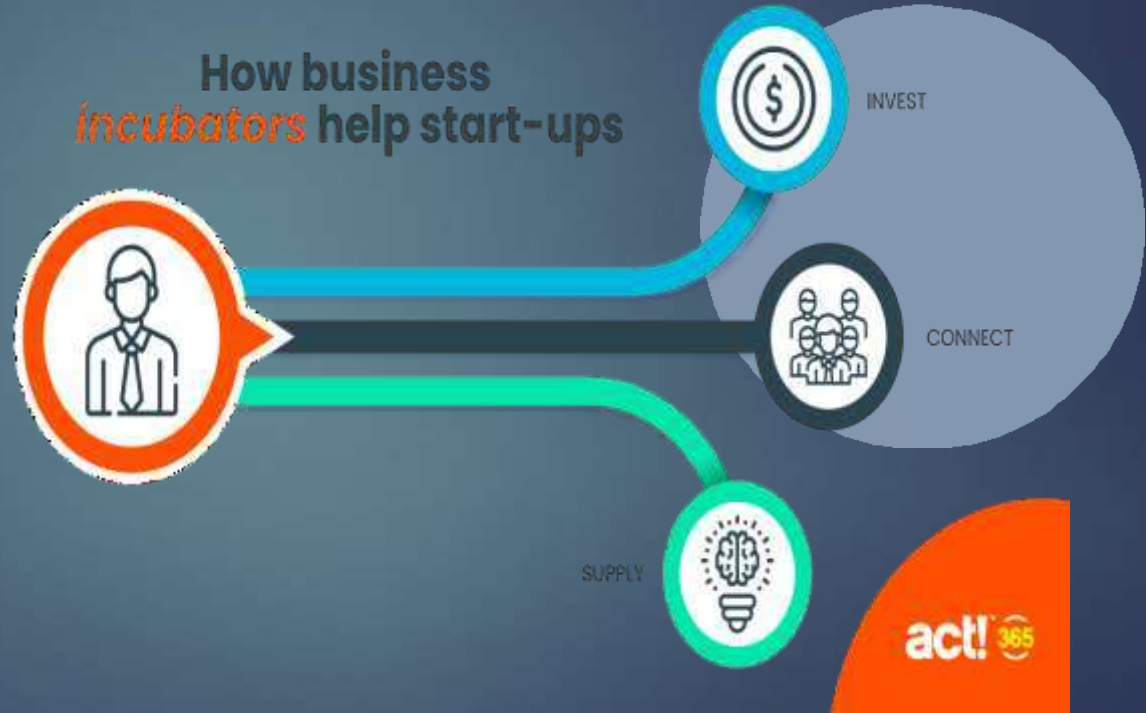 How business
incubators help start-ups
INVEST
CONNECT
SUPPLY
act! 365